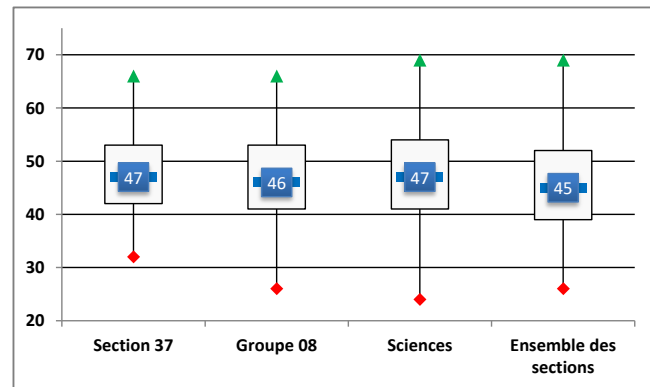 70
60
50
40
30
20
47
46
47
45
Section 37
Groupe 08
Sciences
Ensemble des
sections